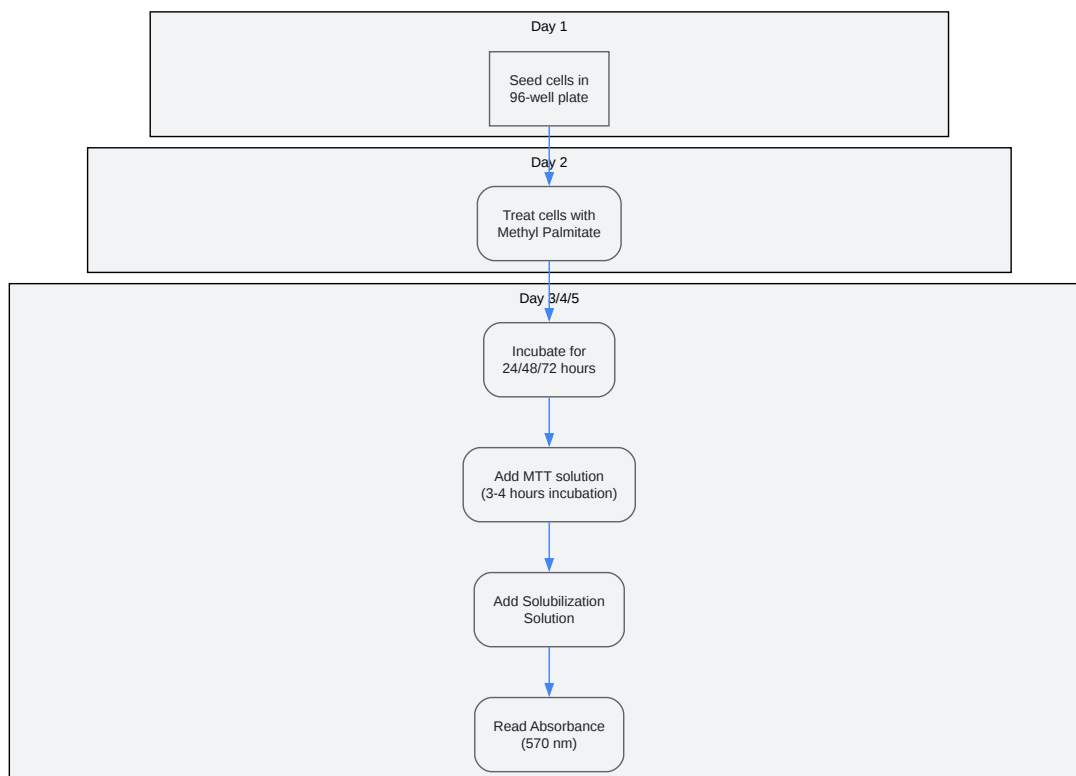 Day 1
Seed cells in
96-well plate
Day 2
Treat cells with
Methyl Palmitate
Day 3/4/5
Incubate for
24/48/72 hours
Add MTT solution
(3-4 hours incubation)
Add Solubilization
Solution
Read Absorbance
(570 nm)